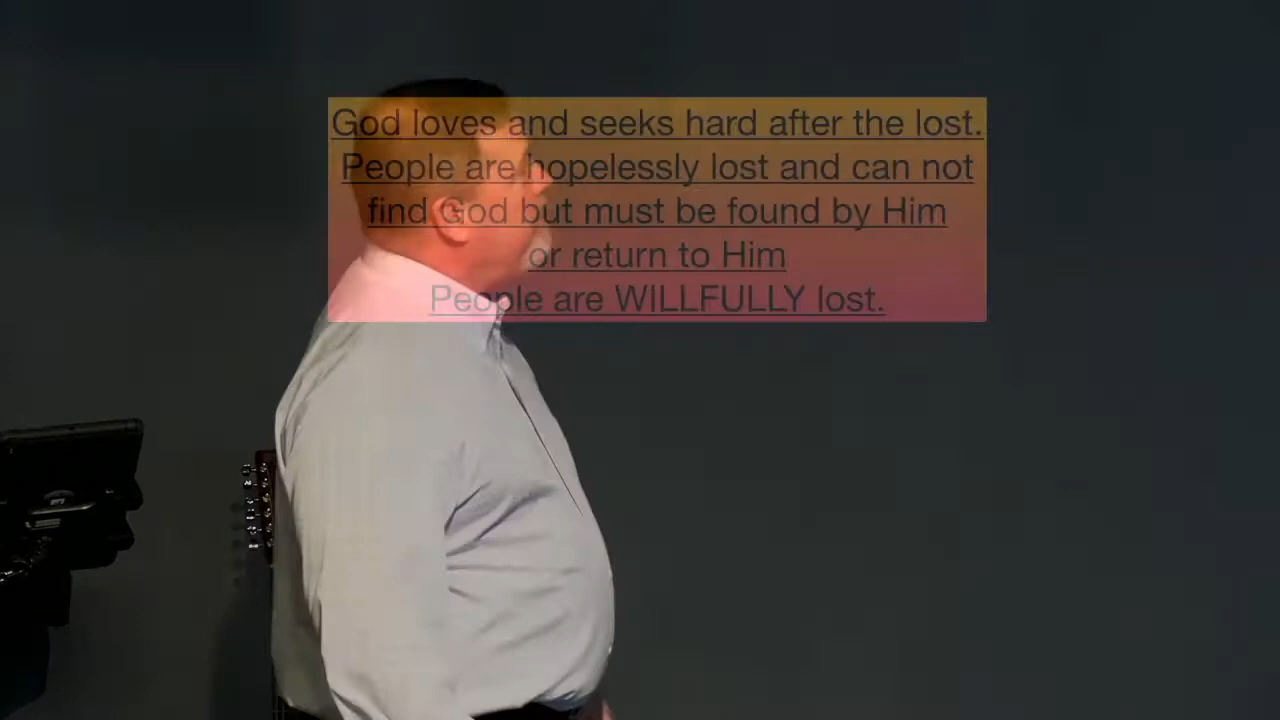 God loves and seeks hard after the lost.
People are hopelessly lost and can not
find God but must be found by Him
or return to Him
People are WILLFULLY lost.